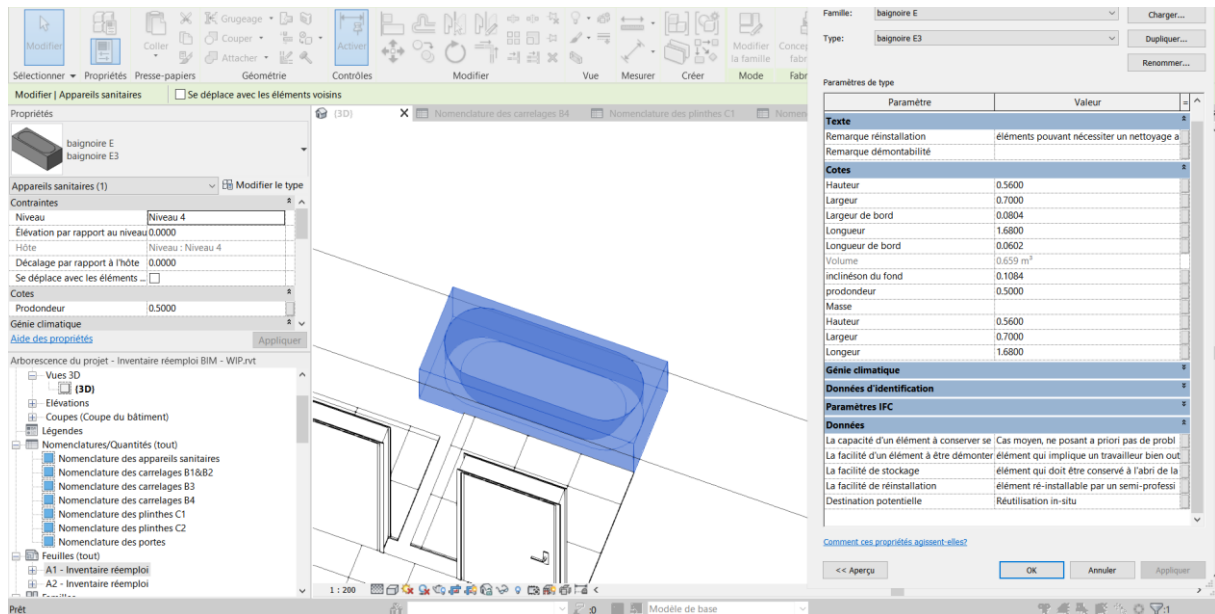 Modifier
Sélectionner
Propriétés
Coller
Presse-papiers
Grugeage
Couper
Attacher
Géométrie
Activer
Contrôles
Modifier
Vue
Mesurer
Créer
Modifier
la famille
Mode
Concep
fabr
Fabr
Modifier | Appareils sanitaires
Se déplace avec les éléments voisins
Propriétés
baignoire E
baignoire E3
Appareils sanitaires (1)
Modifier le type
Contraintes
Niveau Niveau 4
Élévation par rapport au niveau 0.0000
Hôte Niveau : Niveau 4
Décalage par rapport à l'hôte 0.0000
Se déplace avec les éléments ...
Cotes
Prodondeur 0.5000
Génie climatique
Aide des propriétés
Appliquer
Arborescence du projet - Inventaire réemploi BIM - WIP.rvt
Vues 3D
(3D)
Elévations
Coupes (Coupe du bâtiment)
Légendes
Nomenclatures/Quantités (tout)
Nomenclature des appareils sanitaires
Nomenclature des carrelages B1&B2
Nomenclature des carrelages B3
Nomenclature des carrelages B4
Nomenclature des plinthes C1
Nomenclature des plinthes C2
Nomenclature des portes
Feuilles (tout)
A1 - Inventaire réemploi
A2 - Inventaire réemploi
Prêt
(3D) X
Nomenclature des carrelages B4
Nomenclature des plinthes C1
Nomen
1 : 200
:0
Modèle de base
Famille: baignoire E
Charger...
Type: baignoire E3
Dupliquer...
Renommer...
Paramètres de type
Paramètre Valeur =
Texte
Remarque réinstallation éléments pouvant nécessiter un nettoyage a
Remarque démontabilité
Cotes
Hauteur 0.5600
Largeur 0.7000
Largeur de bord 0.0804
Longueur 1.6800
Longueur de bord 0.0602
Volume 0.659 m³
inclinéson du fond 0.1084
prodondeur 0.5000
Masse
Hauteur 0.5600
Largeur 0.7000
Longeur 1.6800
Génie climatique
Données d'identification
Paramètres IFC
Données
La capacité d'un élément à conserver se Cas moyen, ne posant a priori pas de probl
La facilité d'un élément à être démonter élément qui implique un travailleur bien out
La facilité de stockage élément qui doit être conservé à l'abri de la
La facilité de réinstallation élément ré-installable par un semi-professi
Destination potentielle Réutilisation in-situ
Comment ces propriétés agissent-elles?
<< Aperçu
OK
Annuler
Appliquer
:1